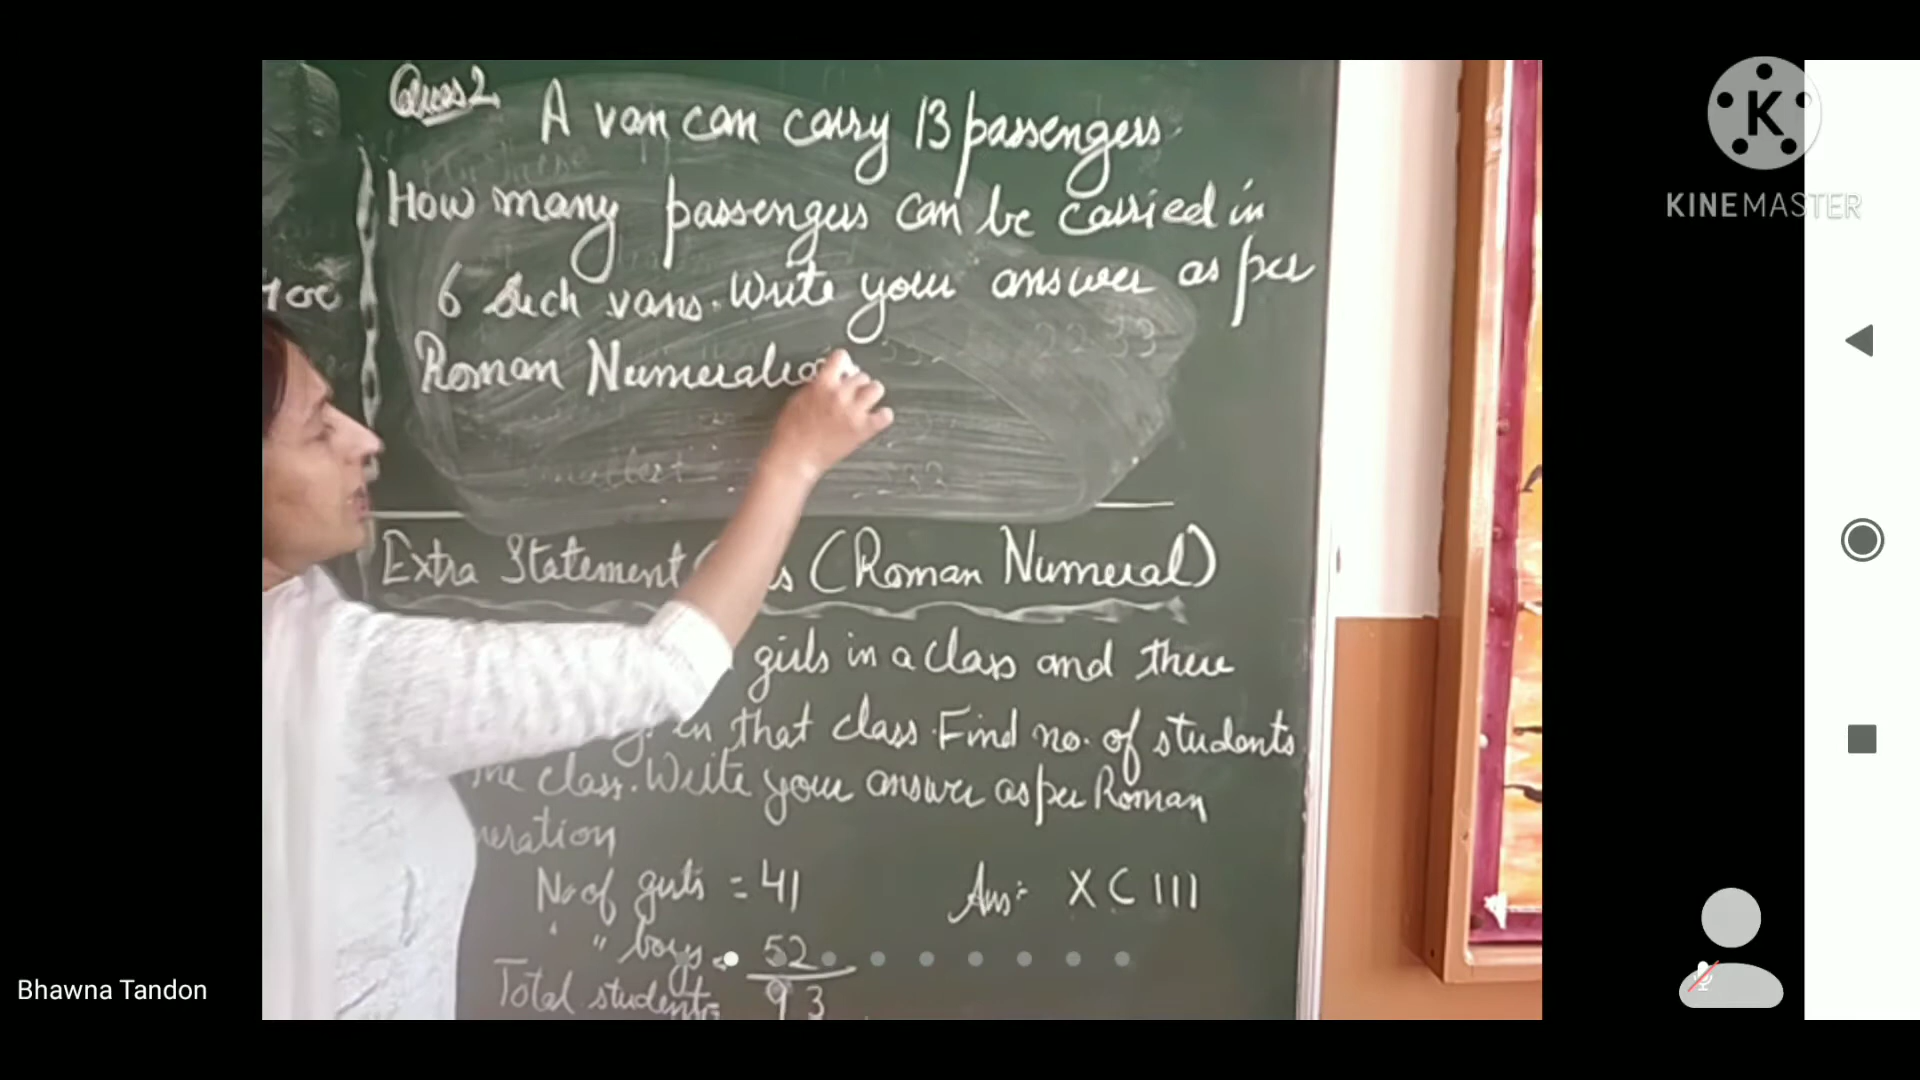 Ques 2. A van can carry 13 passengers.
How many passengers can be carried in
6 such vans. Write your answer as per
Roman Numeratio
Extra Statement s (Roman Numeral)
girls in a class and there
in that class. Find no. of students
the class. Write your answer as per Roman
neration
No of girls = 41
Ans:- XCIII
" " boys = 52
Total students = 93
KINEMASTER
Bhawna Tandon